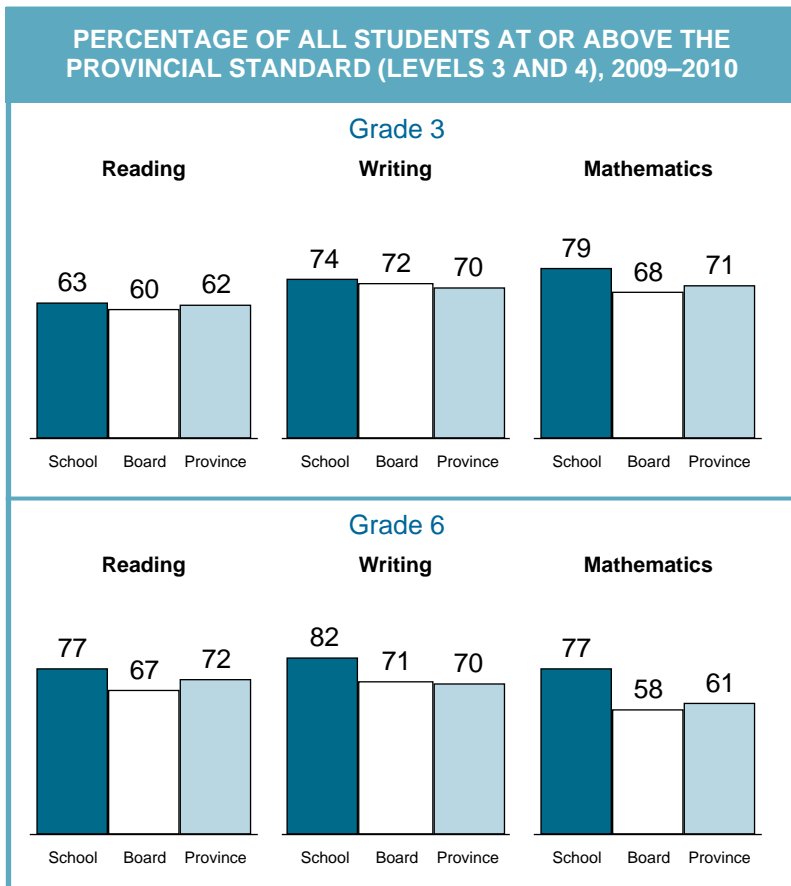 PERCENTAGE OF ALL STUDENTS AT OR ABOVE THE
PROVINCIAL STANDARD (LEVELS 3 AND 4), 2009–2010
Grade 3
Reading Writing Mathematics
63 60 62 74 72 70 79 68 71
School Board Province School Board Province School Board Province
Grade 6
Reading Writing Mathematics
77 67 72 82 71 70 77 58 61
School Board Province School Board Province School Board Province